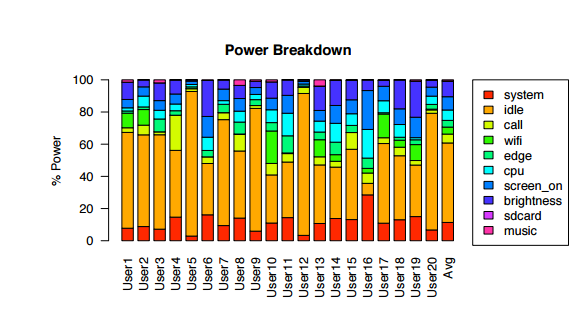 Power Breakdown
% Power
100
80
60
40
20
0
system
idle
call
wifi
edge
cpu
screen_on
brightness
sdcard
music
User1
User2
User3
User4
User5
User6
User7
User8
User9
User10
User11
User12
User13
User14
User15
User16
User17
User18
User19
User20
Avg